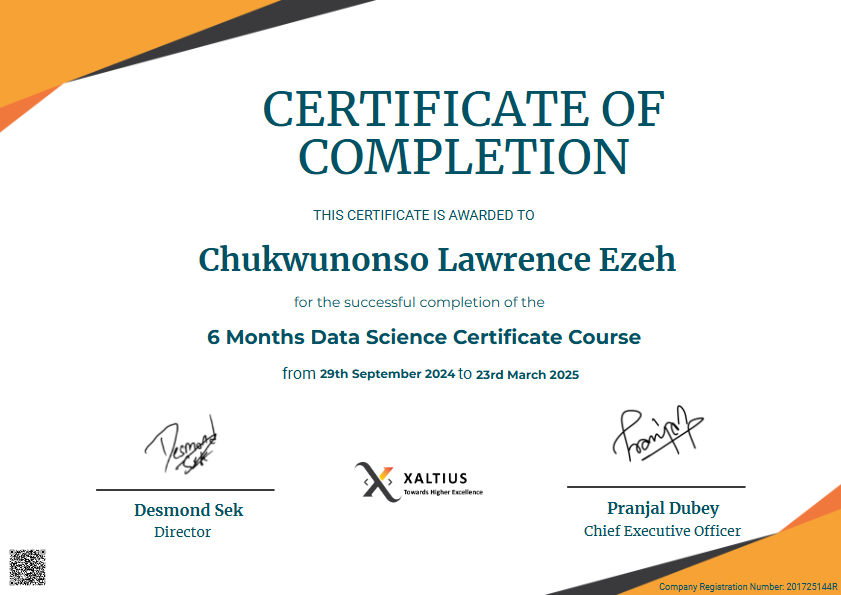 CERTIFICATE OF
COMPLETION
THIS CERTIFICATE IS AWARDED TO
Chukwunonso Lawrence Ezeh
for the successful completion of the
6 Months Data Science Certificate Course
from 29th September 2024 to 23rd March 2025
Desmond
Sek
Pranjal
XALTIUS
Towards Higher Excellence
Desmond Sek
Director
Pranjal Dubey
Chief Executive Officer
Company Registration Number: 201725144R